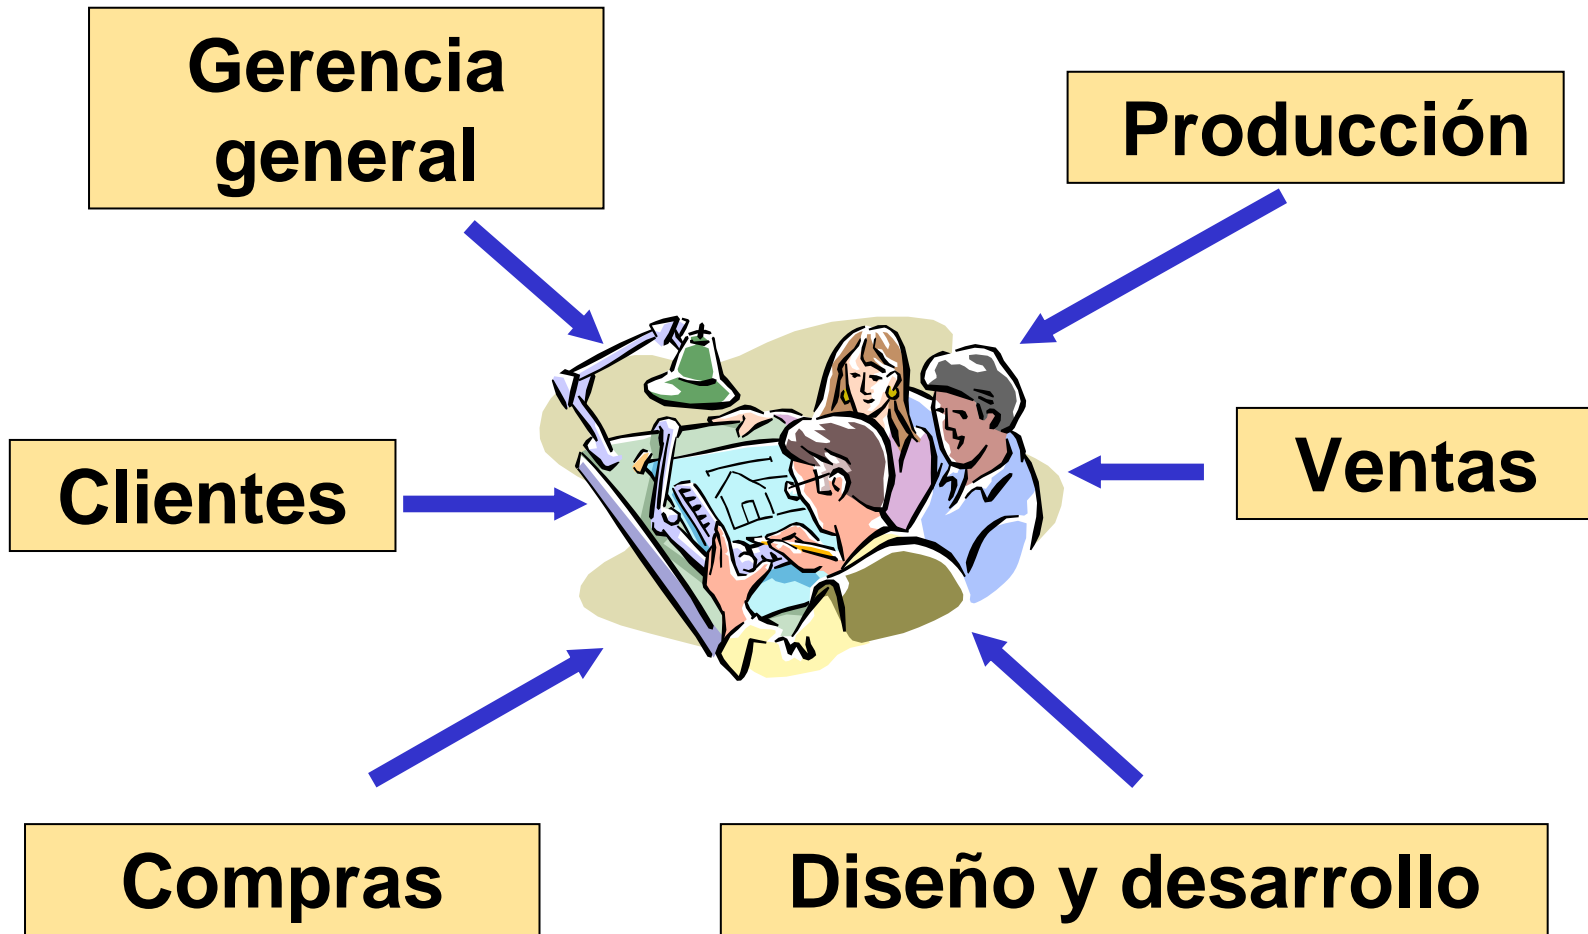 Gerencia
general
Producción
Clientes
Ventas
Compras
Diseño y desarrollo